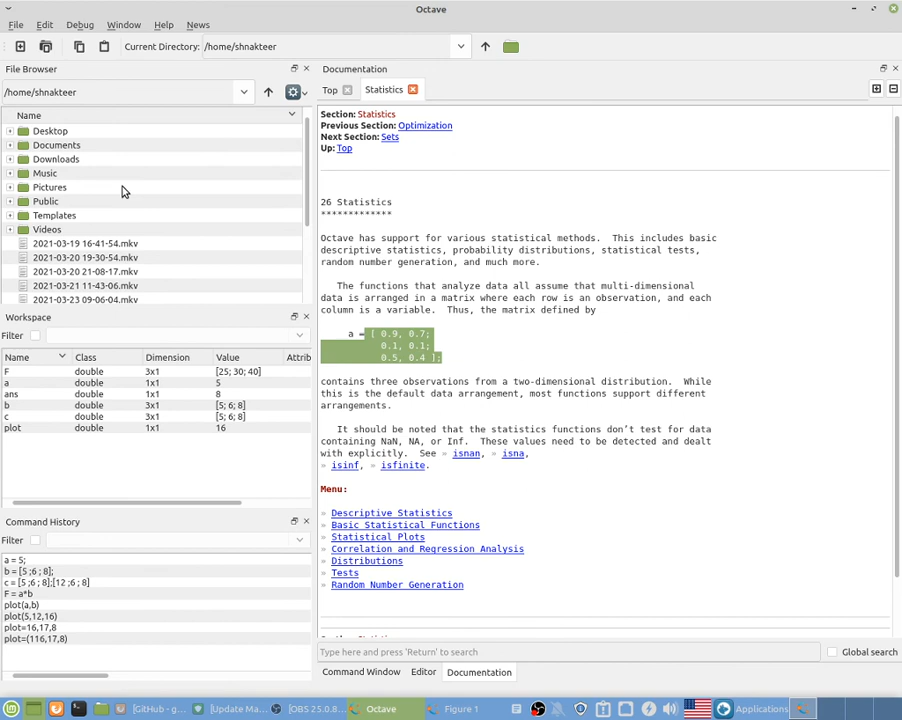 Octave
File Edit Debug Window Help News
Current Directory: /home/shnakteer
File Browser
/home/shnakteer
Name
Desktop
Documents
Downloads
Music
Pictures
Public
Templates
Videos
2021-03-19 16-41-54.mkv
2021-03-20 19-30-54.mkv
2021-03-20 21-08-17.mkv
2021-03-21 11-43-06.mkv
2021-03-23 09-06-04.mkv
Workspace
Filter
Name Class Dimension Value Attrib
F double 3x1 [25; 30; 40]
a double 1x1 5
ans double 1x1 8
b double 3x1 [5; 6; 8]
c double 3x1 [5; 6; 8]
plot double 1x1 16
Command History
Filter
a = 5;
b = [5 ;6 ; 8];
c = [5 ;6 ; 8];[12 ;6 ; 8]
F = a*b
plot(a,b)
plot(5,12,16)
plot=16,17,8
plot=(116,17,8)
Documentation
Top Statistics
Section: Statistics
Previous Section: Optimization
Next Section: Sets
Up: Top
26 Statistics
*************
Octave has support for various statistical methods. This includes basic
descriptive statistics, probability distributions, statistical tests,
random number generation, and much more.
The functions that analyze data all assume that multi-dimensional
data is arranged in a matrix where each row is an observation, and each
column is a variable. Thus, the matrix defined by
a = [ 0.9, 0.7;
0.1, 0.1;
0.5, 0.4 ];
contains three observations from a two-dimensional distribution. While
this is the default data arrangement, most functions support different
arrangements.
It should be noted that the statistics functions don’t test for data
containing NaN, NA, or Inf. These values need to be detected and dealt
with explicitly. See » isnan, » isna,
» isinf, » isfinite.
Menu:
» Descriptive Statistics
» Basic Statistical Functions
» Statistical Plots
» Correlation and Regression Analysis
» Distributions
» Tests
» Random Number Generation
Type here and press 'Return' to search Global search
Command Window Editor Documentation
[GitHub - g... [Update Ma... [OBS 25.0.8... Octave Figure 1 Applications